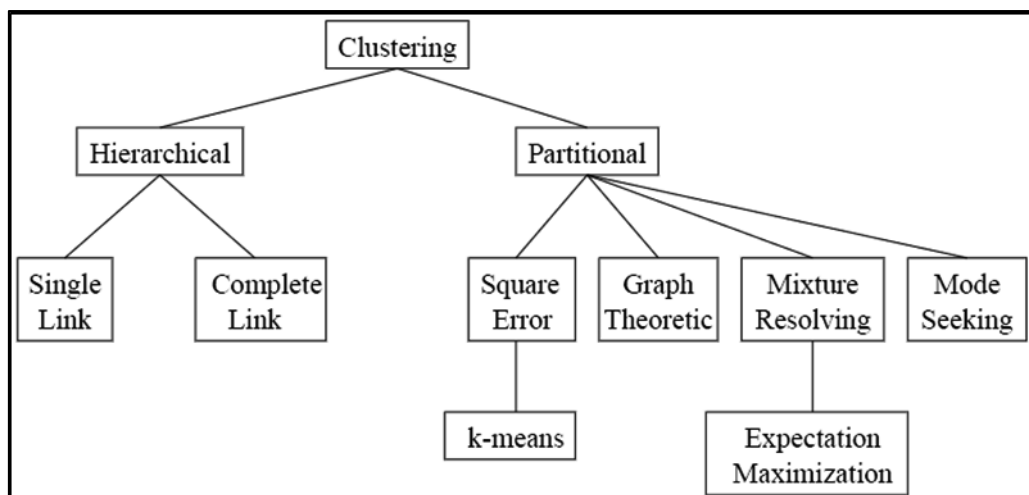 Clustering
Hierarchical
Partitional
Single
Link
Complete
Link
Square
Error
Graph
Theoretic
Mixture
Resolving
Mode
Seeking
k-means
Expectation
Maximization